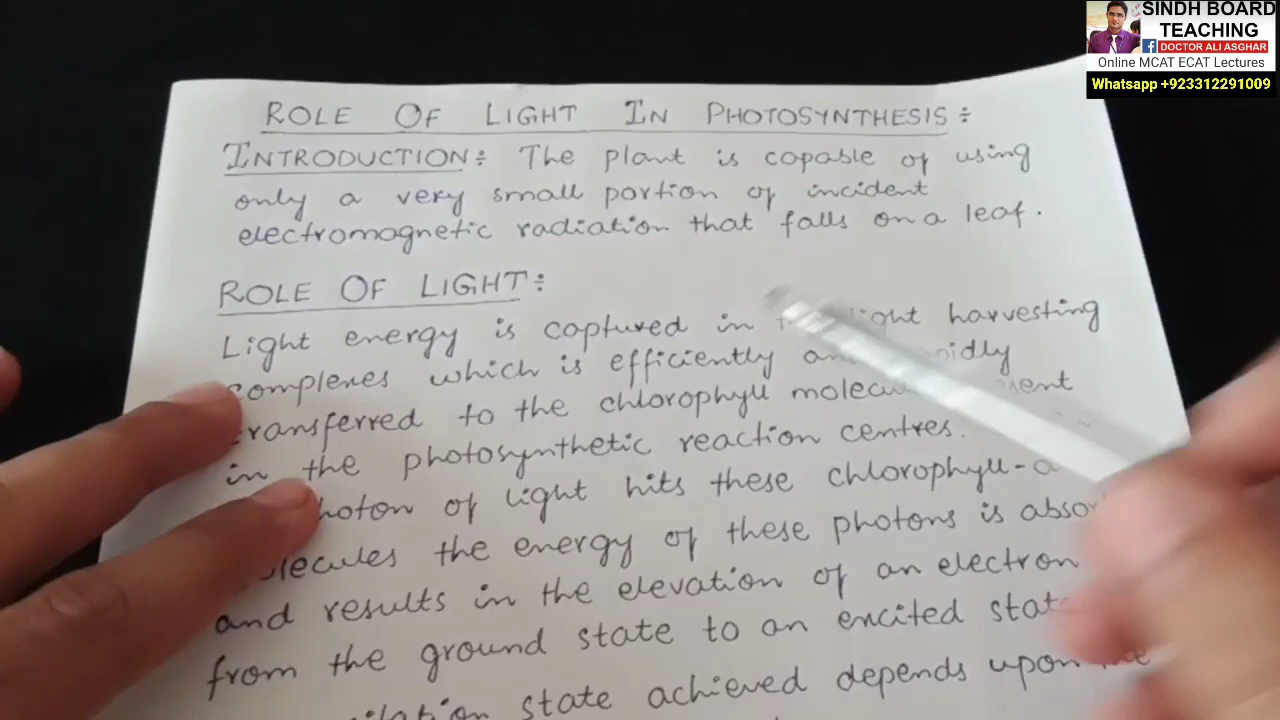 SINDH BOARD
TEACHING
DOCTOR ALI ASGHAR
Online MCAT ECAT Lectures
Whatsapp +923312291009
ROLE OF LIGHT IN PHOTOSYNTHESIS:
INTRODUCTION: The plant is capable of using
only a very small portion of incident
electromagnetic radiation that falls on a leaf.
ROLE OF LIGHT:
Light energy is captured in light harvesting
complexes which is efficiently and
transferred to the chlorophyll
in the photosynthetic reaction centres.
of light hits these chlorophyll-a
the energy of these photons is
and results in the elevation of an electron
from the ground state to an excited
state achieved depends upon